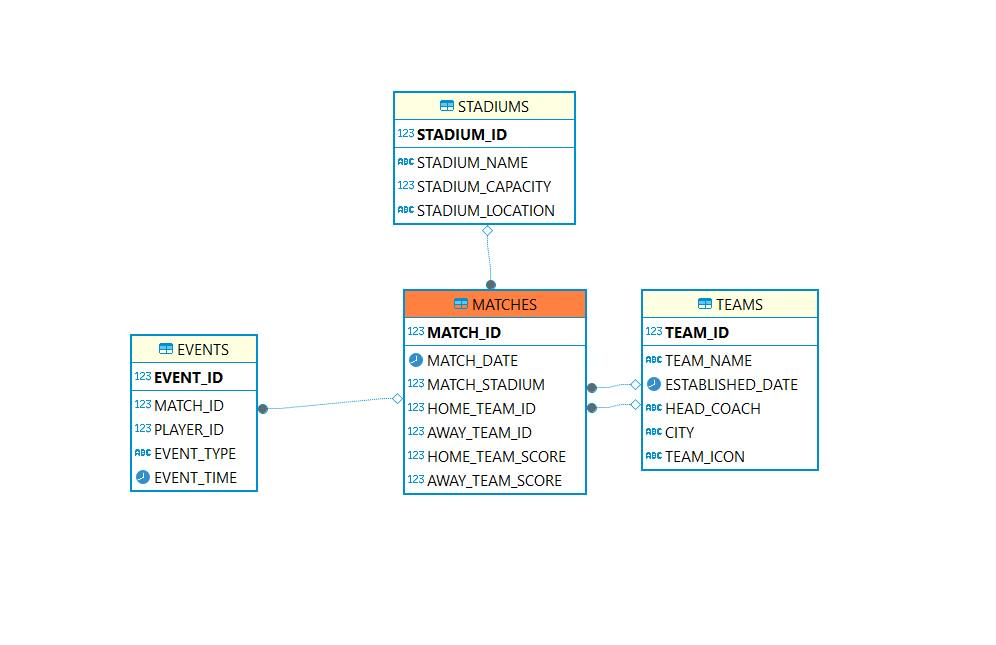 STADIUMS
123 STADIUM_ID
ABC STADIUM_NAME
123 STADIUM_CAPACITY
ABC STADIUM_LOCATION
EVENTS
123 EVENT_ID
123 MATCH_ID
123 PLAYER_ID
ABC EVENT_TYPE
EVENT_TIME
MATCHES
123 MATCH_ID
MATCH_DATE
123 MATCH_STADIUM
123 HOME_TEAM_ID
123 AWAY_TEAM_ID
123 HOME_TEAM_SCORE
123 AWAY_TEAM_SCORE
TEAMS
123 TEAM_ID
ABC TEAM_NAME
ESTABLISHED_DATE
ABC HEAD_COACH
ABC CITY
ABC TEAM_ICON